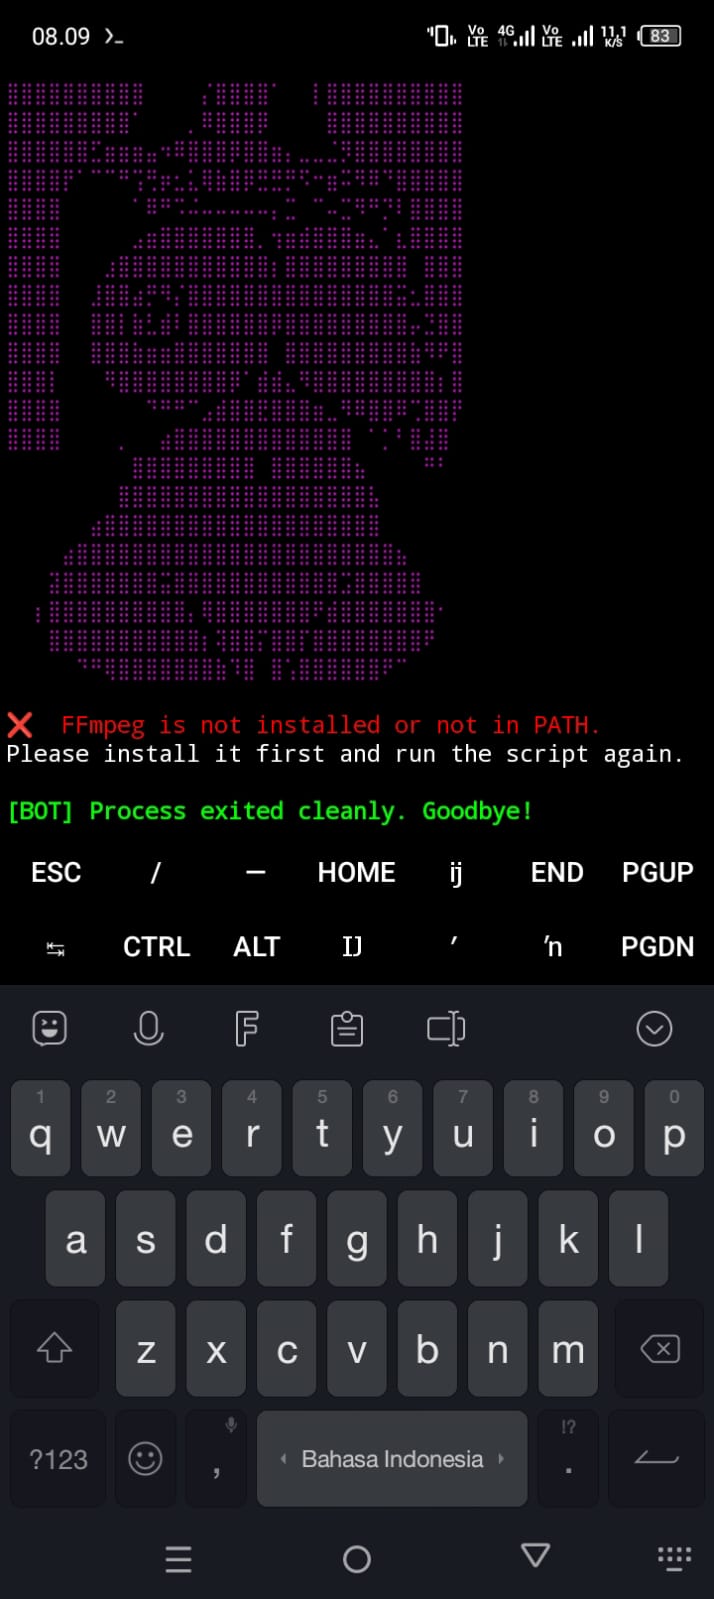 08.09
Vo LTE 4G Vo LTE 11,1 K/S 83
❌ FFmpeg is not installed or not in PATH.
Please install it first and run the script again.
[BOT] Process exited cleanly. Goodbye!
ESC / — HOME ĳ END PGUP
↹ CTRL ALT Ĳ ′ ŉ PGDN
1 2 3 4 5 6 7 8 9 0
q w e r t y u i o p
a s d f g h j k l
z x c v b n m
!?
?123 , Bahasa Indonesia .